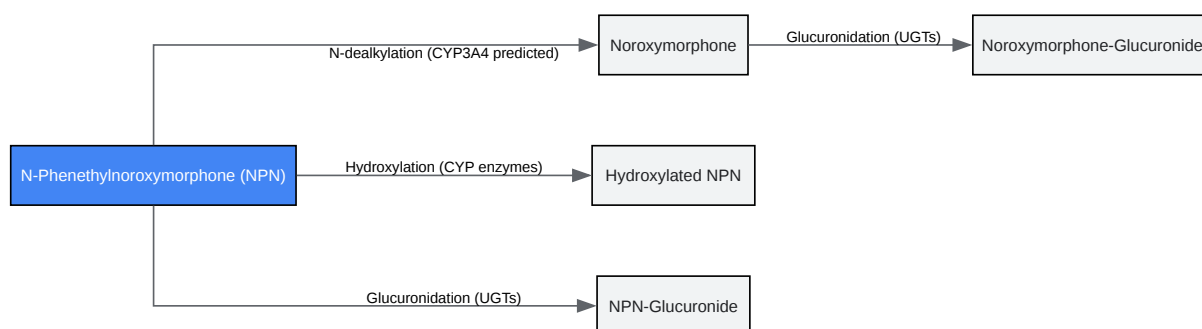 N-dealkylation (CYP3A4 predicted)
Noroxymorphone
Glucuronidation (UGTs)
Noroxymorphone-Glucuronide
N-Phenethylnoroxymorphone (NPN)
Hydroxylation (CYP enzymes)
Hydroxylated NPN
Glucuronidation (UGTs)
NPN-Glucuronide